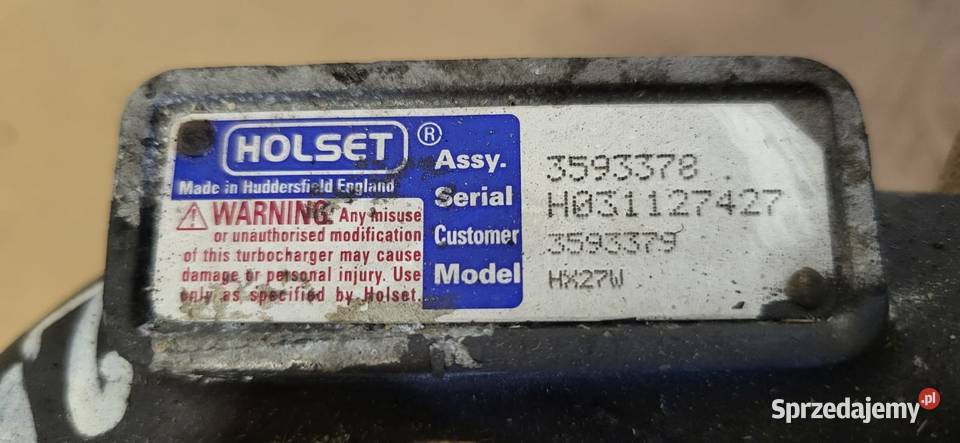 HOLSET ®
Made in Huddersfield England
WARNING. Any misuse
or unauthorised modification
of this turbocharger may cause
damage or personal injury. Use
only as specified by Holset.
Assy. 3593378
Serial H031127427
Customer 3593379
Model HX27W
Sprzedajemy.pl